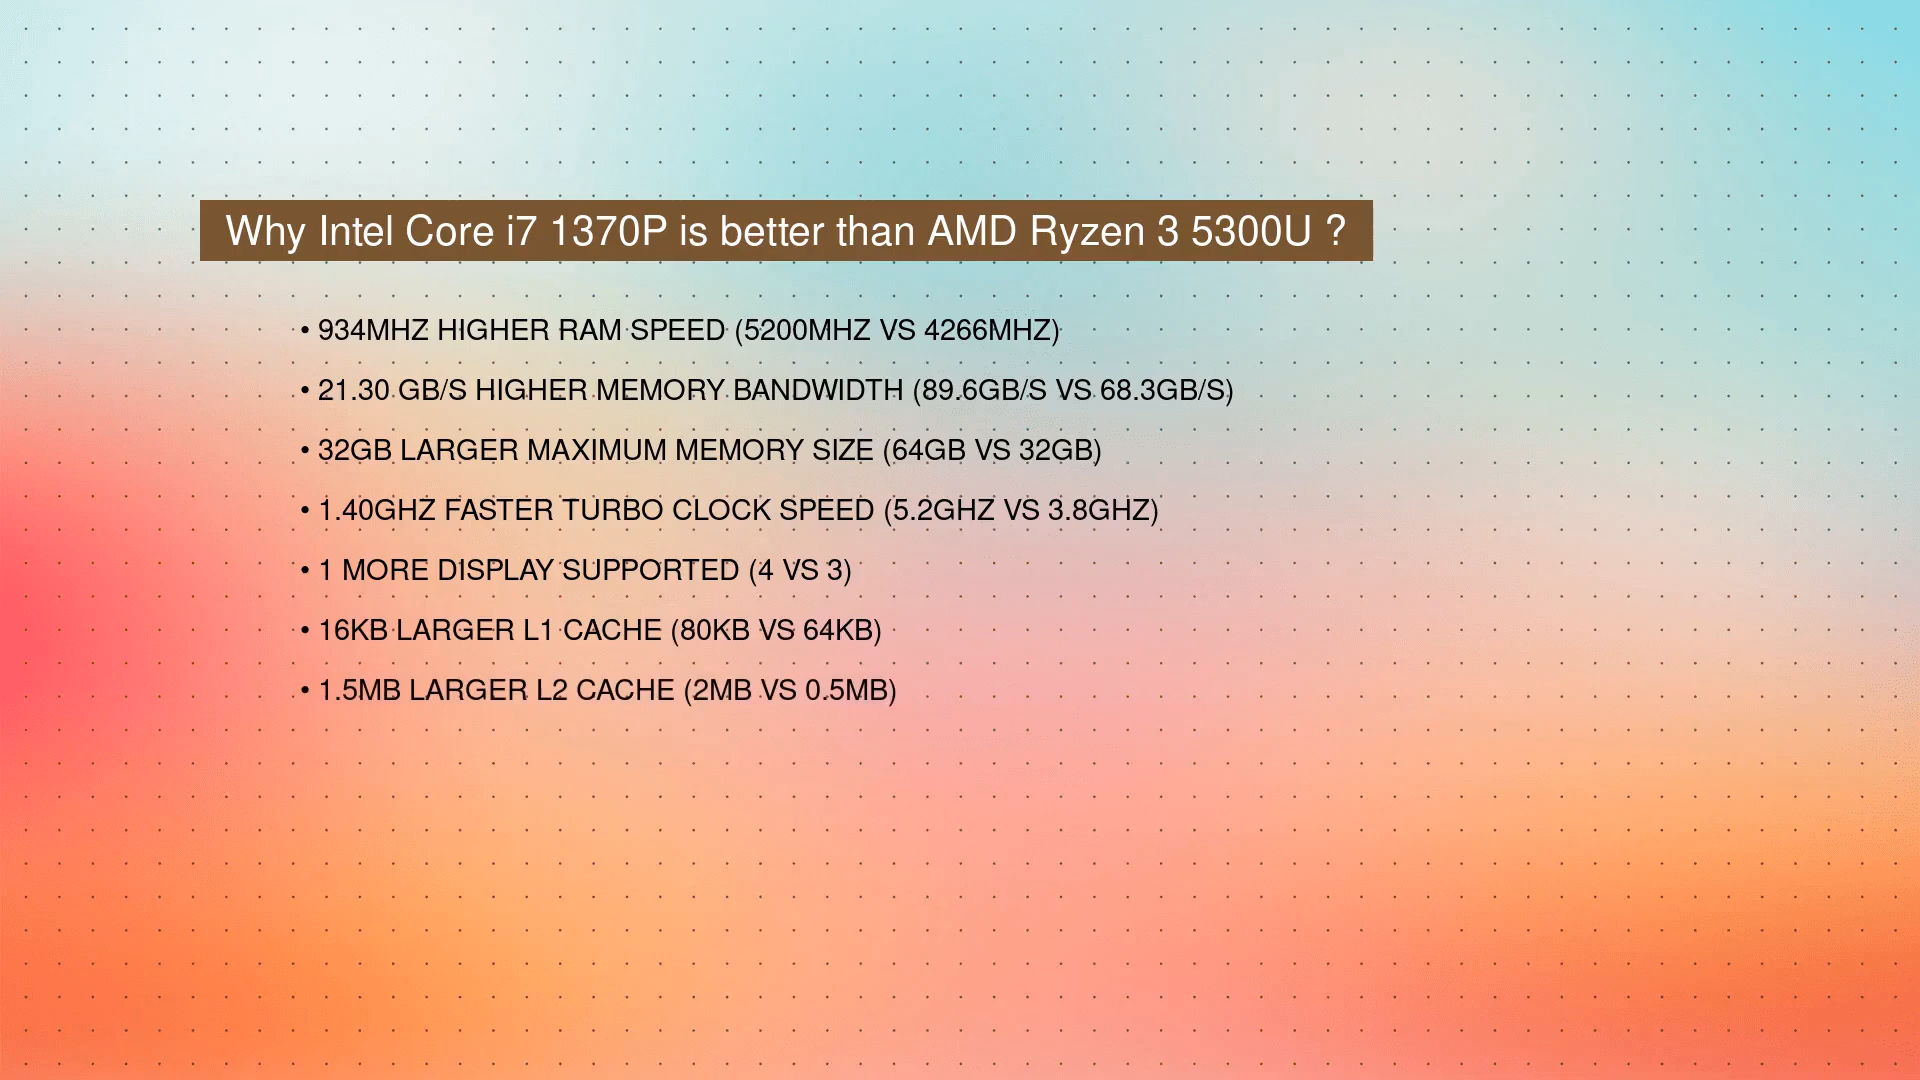 Why Intel Core i7 1370P is better than AMD Ryzen 3 5300U ?
• 934MHZ HIGHER RAM SPEED (5200MHZ VS 4266MHZ)
• 21.30 GB/S HIGHER MEMORY BANDWIDTH (89.6GB/S VS 68.3GB/S)
• 32GB LARGER MAXIMUM MEMORY SIZE (64GB VS 32GB)
• 1.40GHZ FASTER TURBO CLOCK SPEED (5.2GHZ VS 3.8GHZ)
• 1 MORE DISPLAY SUPPORTED (4 VS 3)
• 16KB LARGER L1 CACHE (80KB VS 64KB)
• 1.5MB LARGER L2 CACHE (2MB VS 0.5MB)